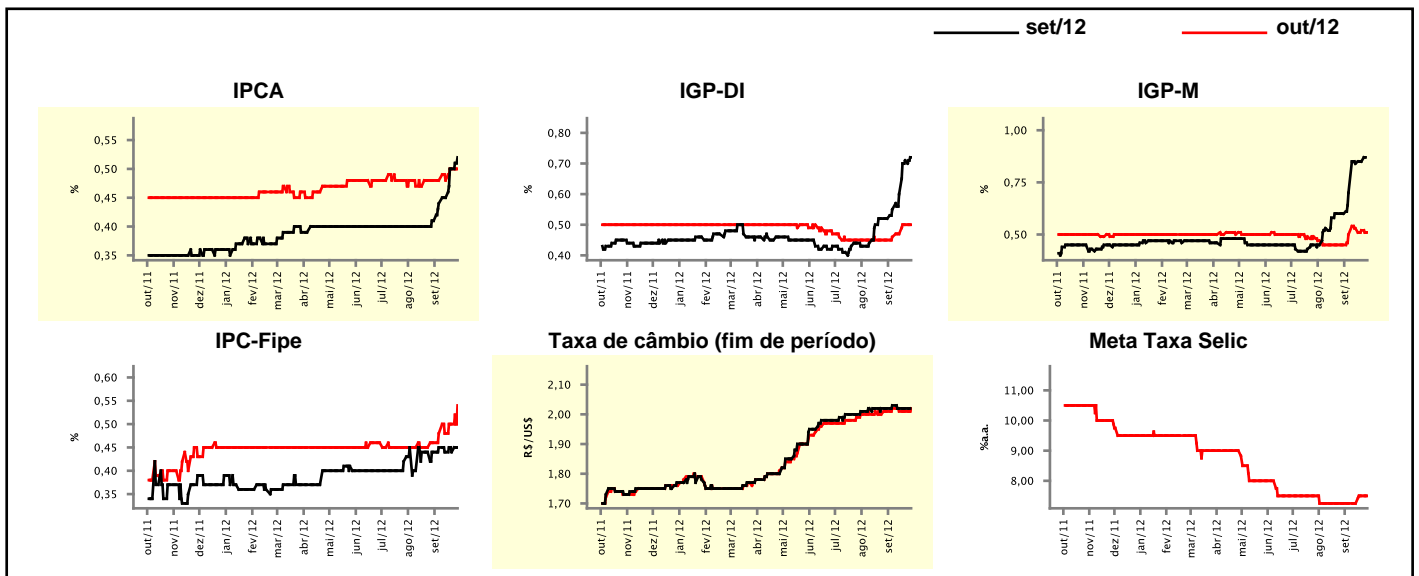 set/12 out/12
IPCA
%
0,55
0,50
0,45
0,40
0,35
out/11 nov/11 dez/11 jan/12 fev/12 mar/12 abr/12 mai/12 jun/12 jul/12 ago/12 set/12
IGP-DI
%
0,80
0,70
0,60
0,50
0,40
out/11 nov/11 dez/11 jan/12 fev/12 mar/12 abr/12 mai/12 jun/12 jul/12 ago/12 set/12
IGP-M
%
1,00
0,75
0,50
out/11 nov/11 dez/11 jan/12 fev/12 mar/12 abr/12 mai/12 jun/12 jul/12 ago/12 set/12
IPC-Fipe
%
0,60
0,55
0,50
0,45
0,40
0,35
out/11 nov/11 dez/11 jan/12 fev/12 mar/12 abr/12 mai/12 jun/12 jul/12 ago/12 set/12
Taxa de câmbio (fim de período)
R$/US$
2,10
2,00
1,90
1,80
1,70
out/11 nov/11 dez/11 jan/12 fev/12 mar/12 abr/12 mai/12 jun/12 jul/12 ago/12 set/12
Meta Taxa Selic
%a.a.
11,00
10,00
9,00
8,00
out/11 nov/11 dez/11 jan/12 fev/12 mar/12 abr/12 mai/12 jun/12 jul/12 ago/12 set/12